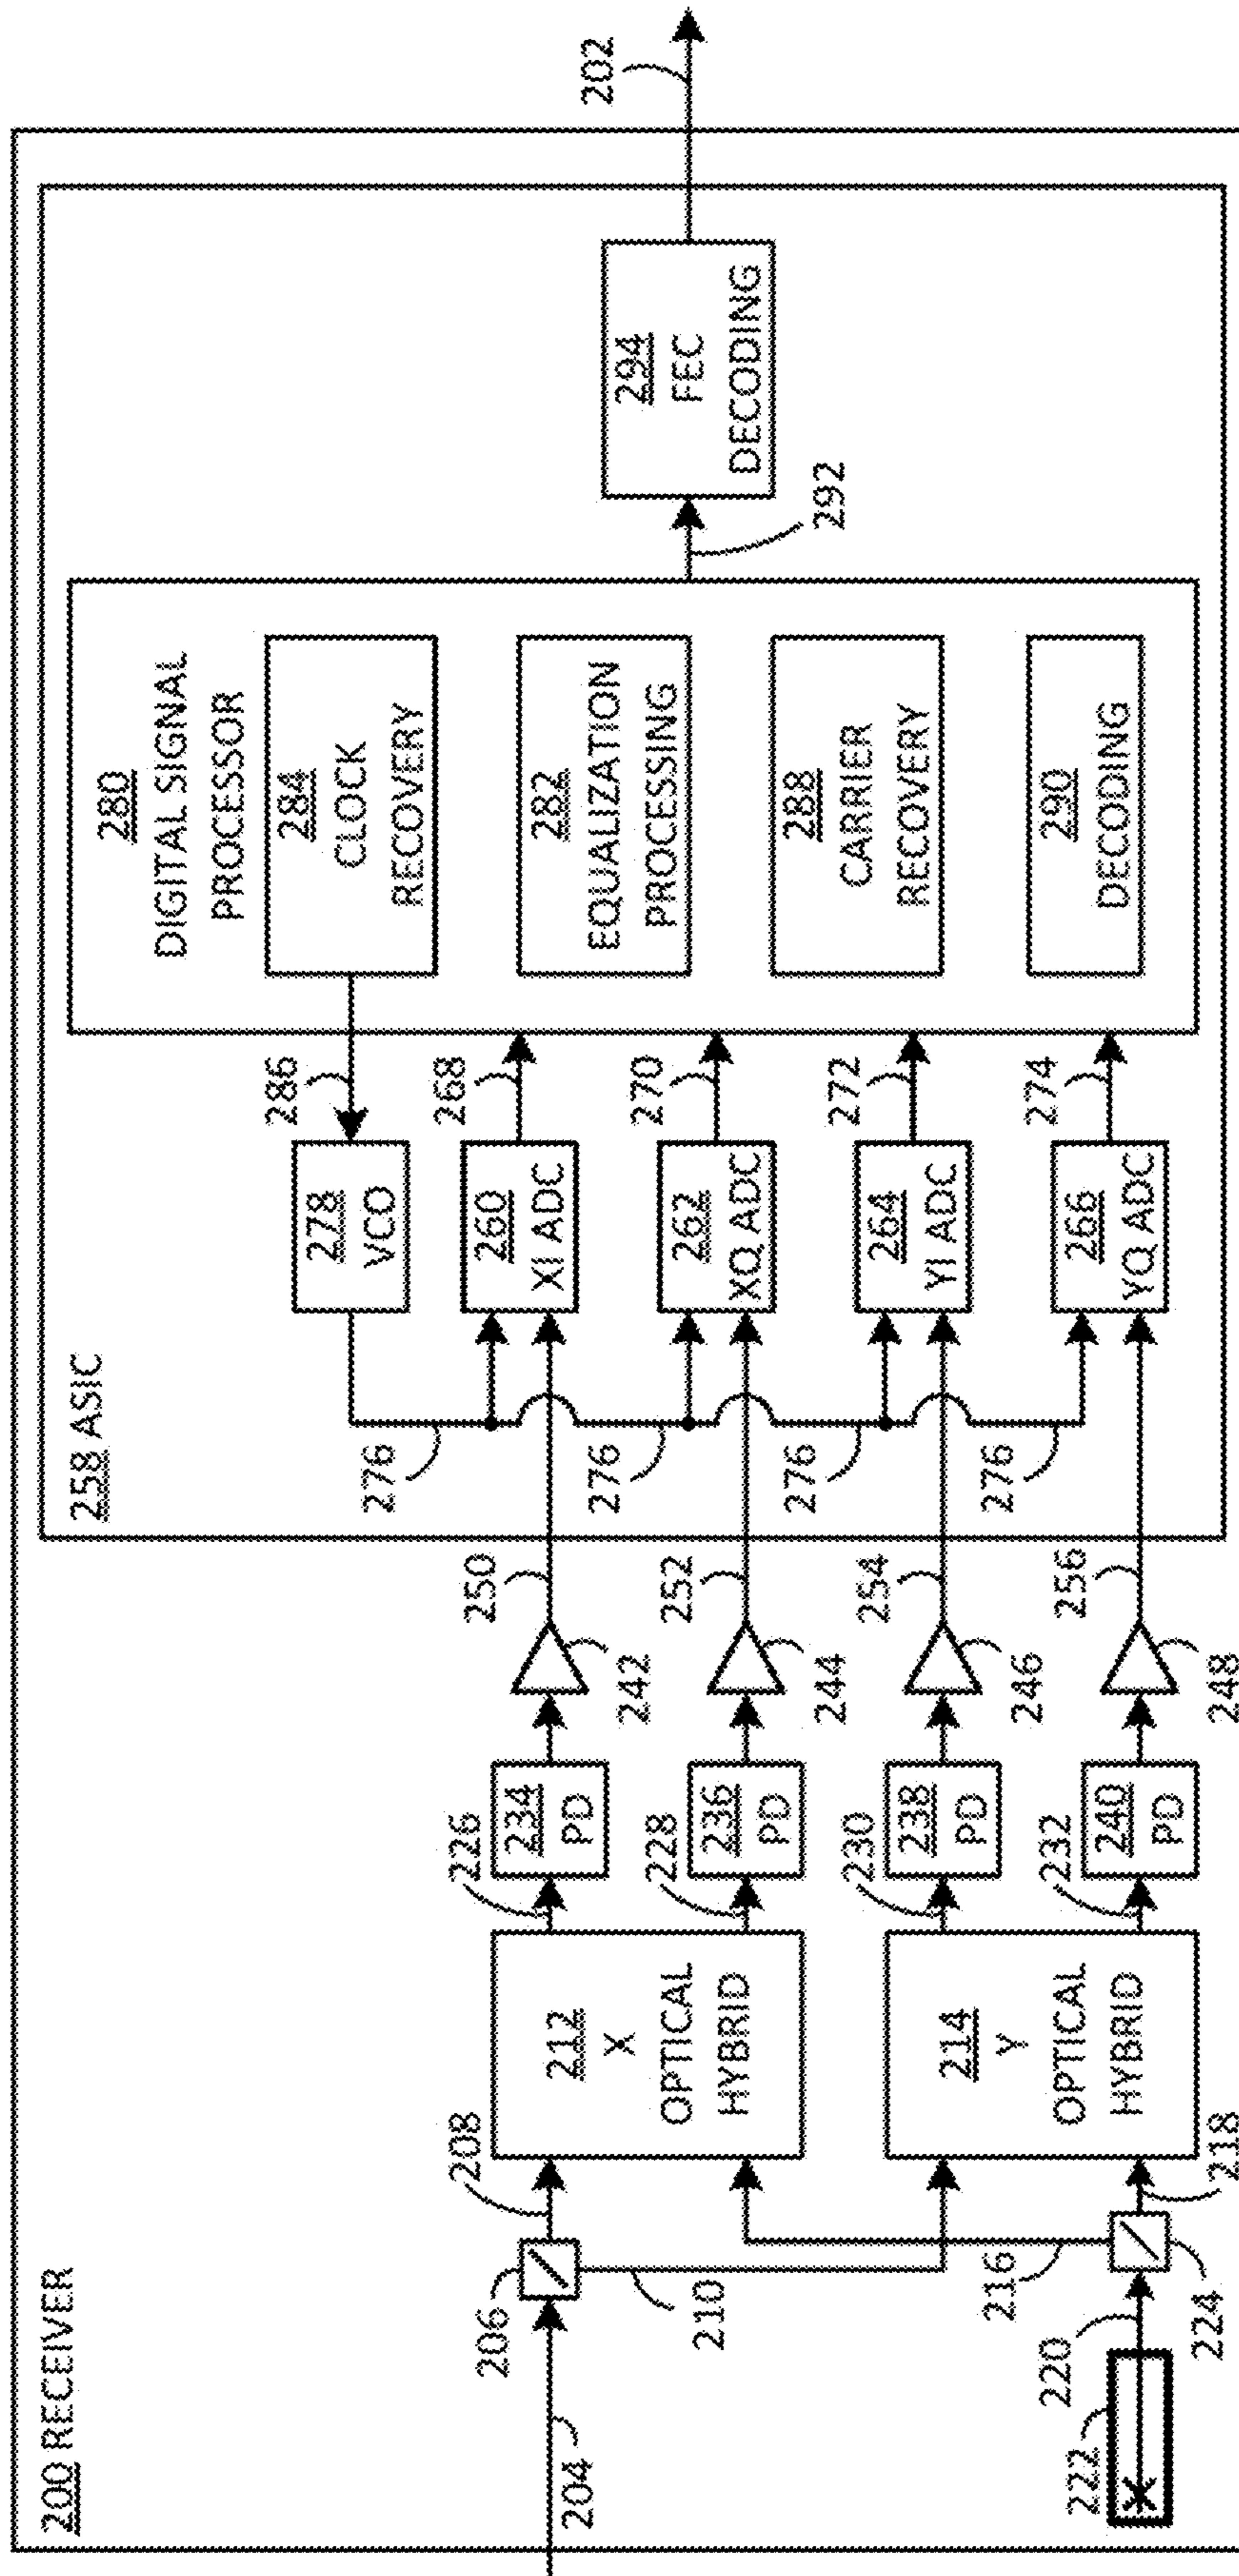 200 RECEIVER
204
206
208
210
212
X
OPTICAL
HYBRID
214
Y
OPTICAL
HYBRID
216
218
220
222
224
226
228
230
232
234
PD
236
PD
238
PD
240
PD
242
244
246
248
250
252
254
256
258 ASIC
276
276
276
276
278
VCO
260
XI ADC
262
XQ ADC
264
YI ADC
266
YQ ADC
286
268
270
272
274
280
DIGITAL SIGNAL
PROCESSOR
284
CLOCK
RECOVERY
282
EQUALIZATION
PROCESSING
288
CARRIER
RECOVERY
290
DECODING
292
294
FEC
DECODING
202